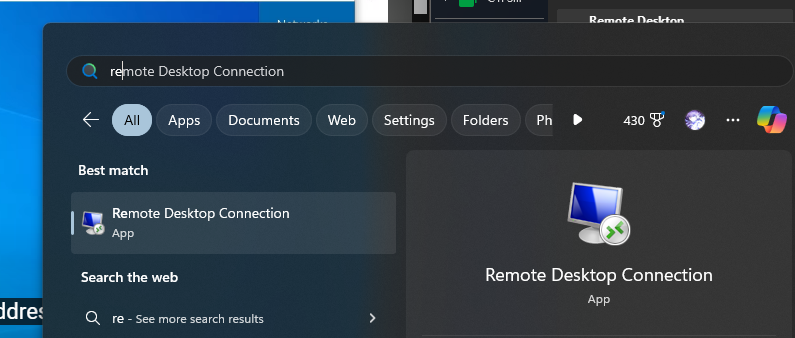 Remote Desktop
remote Desktop Connection
All Apps Documents Web Settings Folders Ph 430
Best match
Remote Desktop Connection
App
Search the web
re - See more search results
Remote Desktop Connection
App